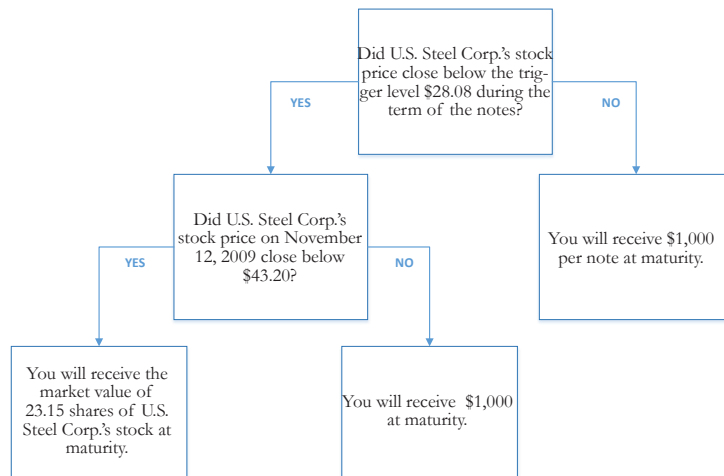 Did U.S. Steel Corp.'s stock
price close below the trig-
ger level $28.08 during the
term of the notes?
YES
NO
Did U.S. Steel Corp.'s
stock price on November
12, 2009 close below
$43.20?
You will receive $1,000
per note at maturity.
YES
NO
You will receive the
market value of
23.15 shares of U.S.
Steel Corp.'s stock at
maturity.
You will receive $1,000
at maturity.